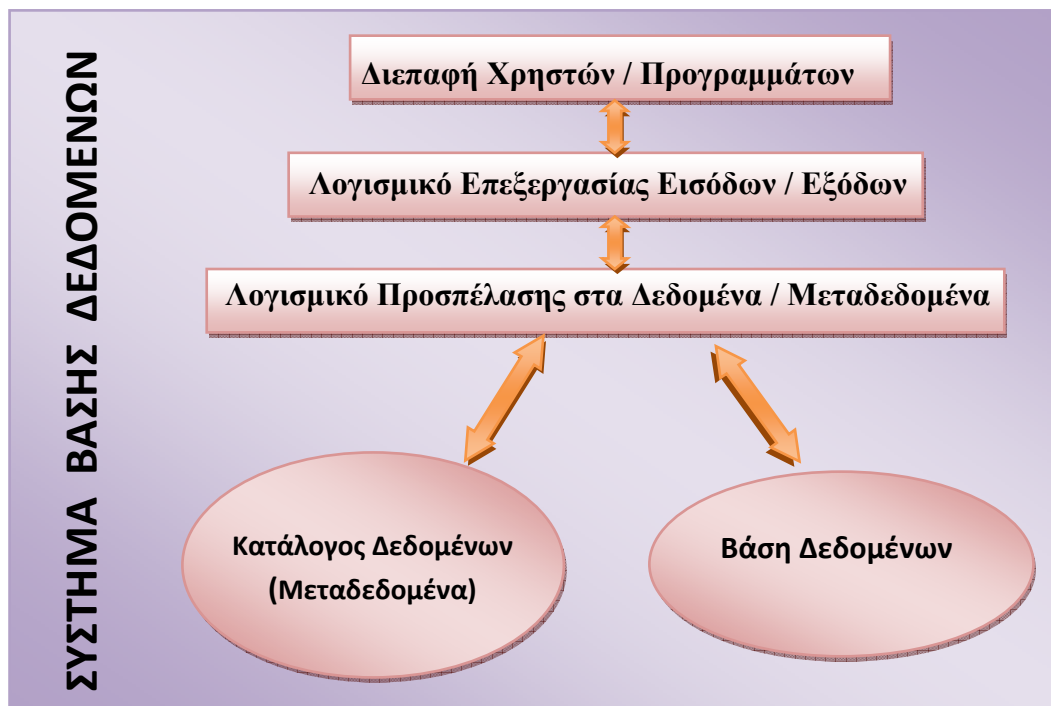 ΣΥΣΤΗΜΑ ΒΑΣΗΣ ΔΕΔΟΜΕΝΩΝ
Διεπαφή Χρηστών / Προγραμμάτων
Λογισμικό Επεξεργασίας Εισόδων / Εξόδων
Λογισμικό Προσπέλασης στα Δεδομένα / Μεταδεδομένα
Κατάλογος Δεδομένων
(Μεταδεδομένα)
Βάση Δεδομένων